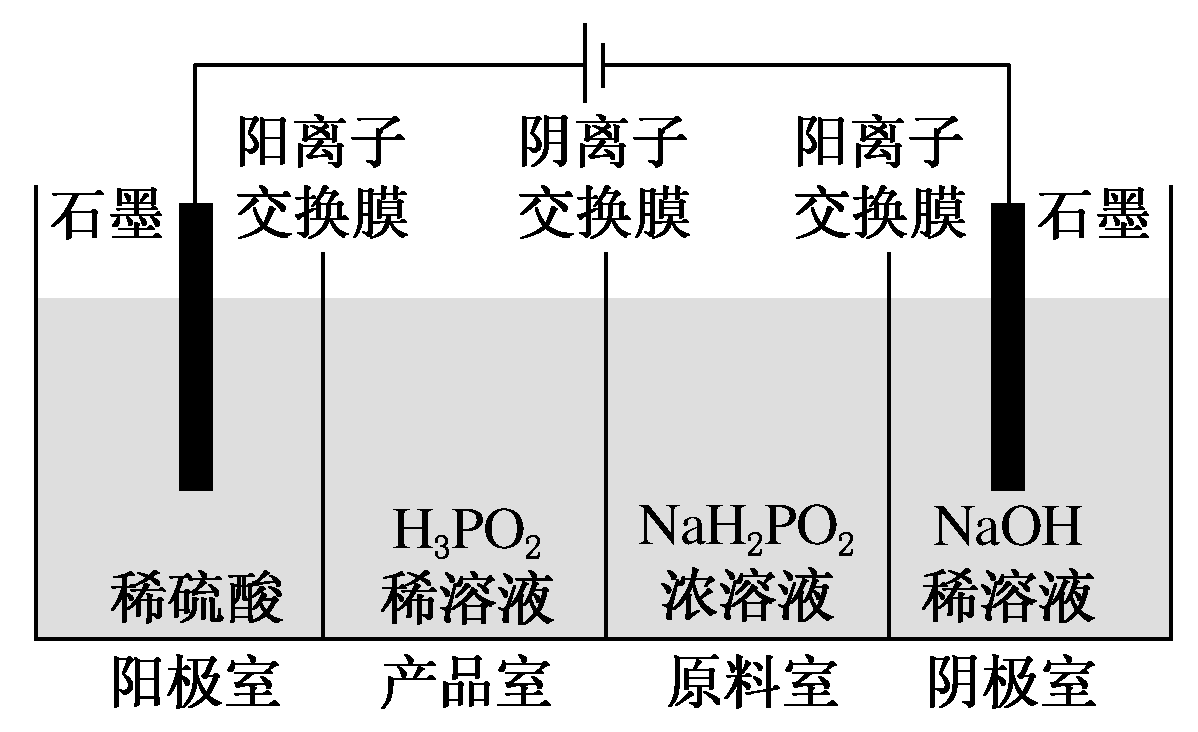 阳离子
交换膜
阴离子
交换膜
阳离子
交换膜
石墨
石墨
稀硫酸
H₃PO₂
稀溶液
NaH₂PO₂
浓溶液
NaOH
稀溶液
阳极室
产品室
原料室
阴极室